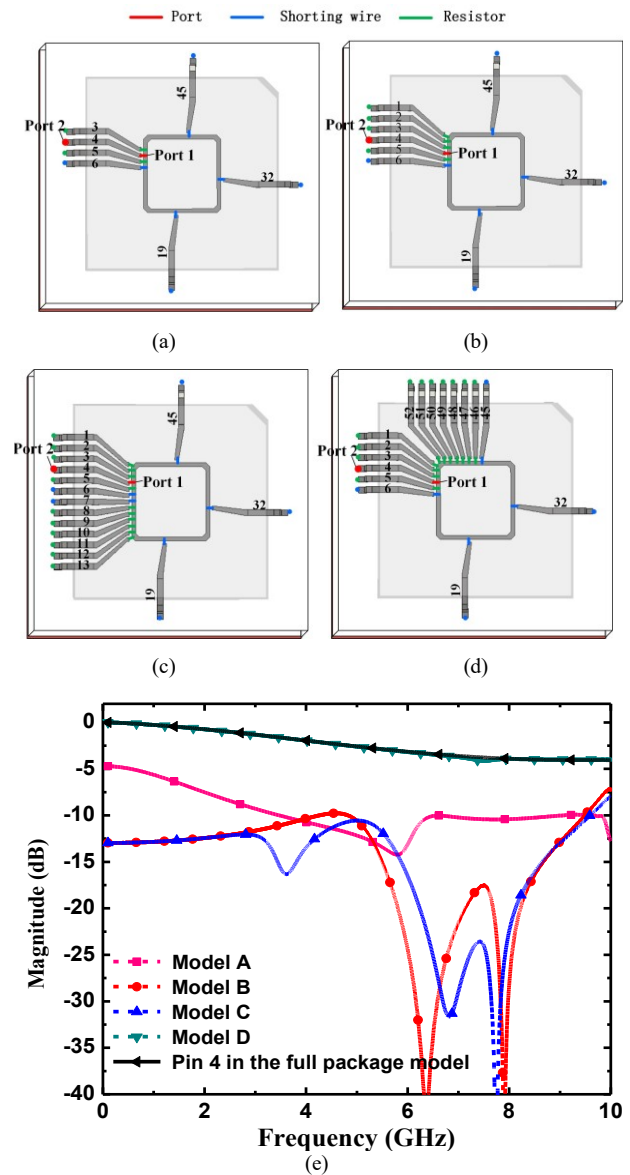 Port Shorting wire Resistor
45
3
Port 2
4
Port 1
5
6
32
19
(a)
45
1
2
3
Port 2
4
Port 1
5
6
32
19
(b)
45
1
2
Port 2
3
4
Port 1
5
6
7
8
9
10
11
12
13
32
19
(c)
52 51 50 49 48 47 46 45
1
2
Port 2
3
4
Port 1
5
6
32
19
(d)
0
-5
-10
-15
-20
-25
-30
-35
-40
Magnitude (dB)
Model A
Model B
Model C
Model D
Pin 4 in the full package model
0 2 4 6 8 10
Frequency (GHz)
(e)